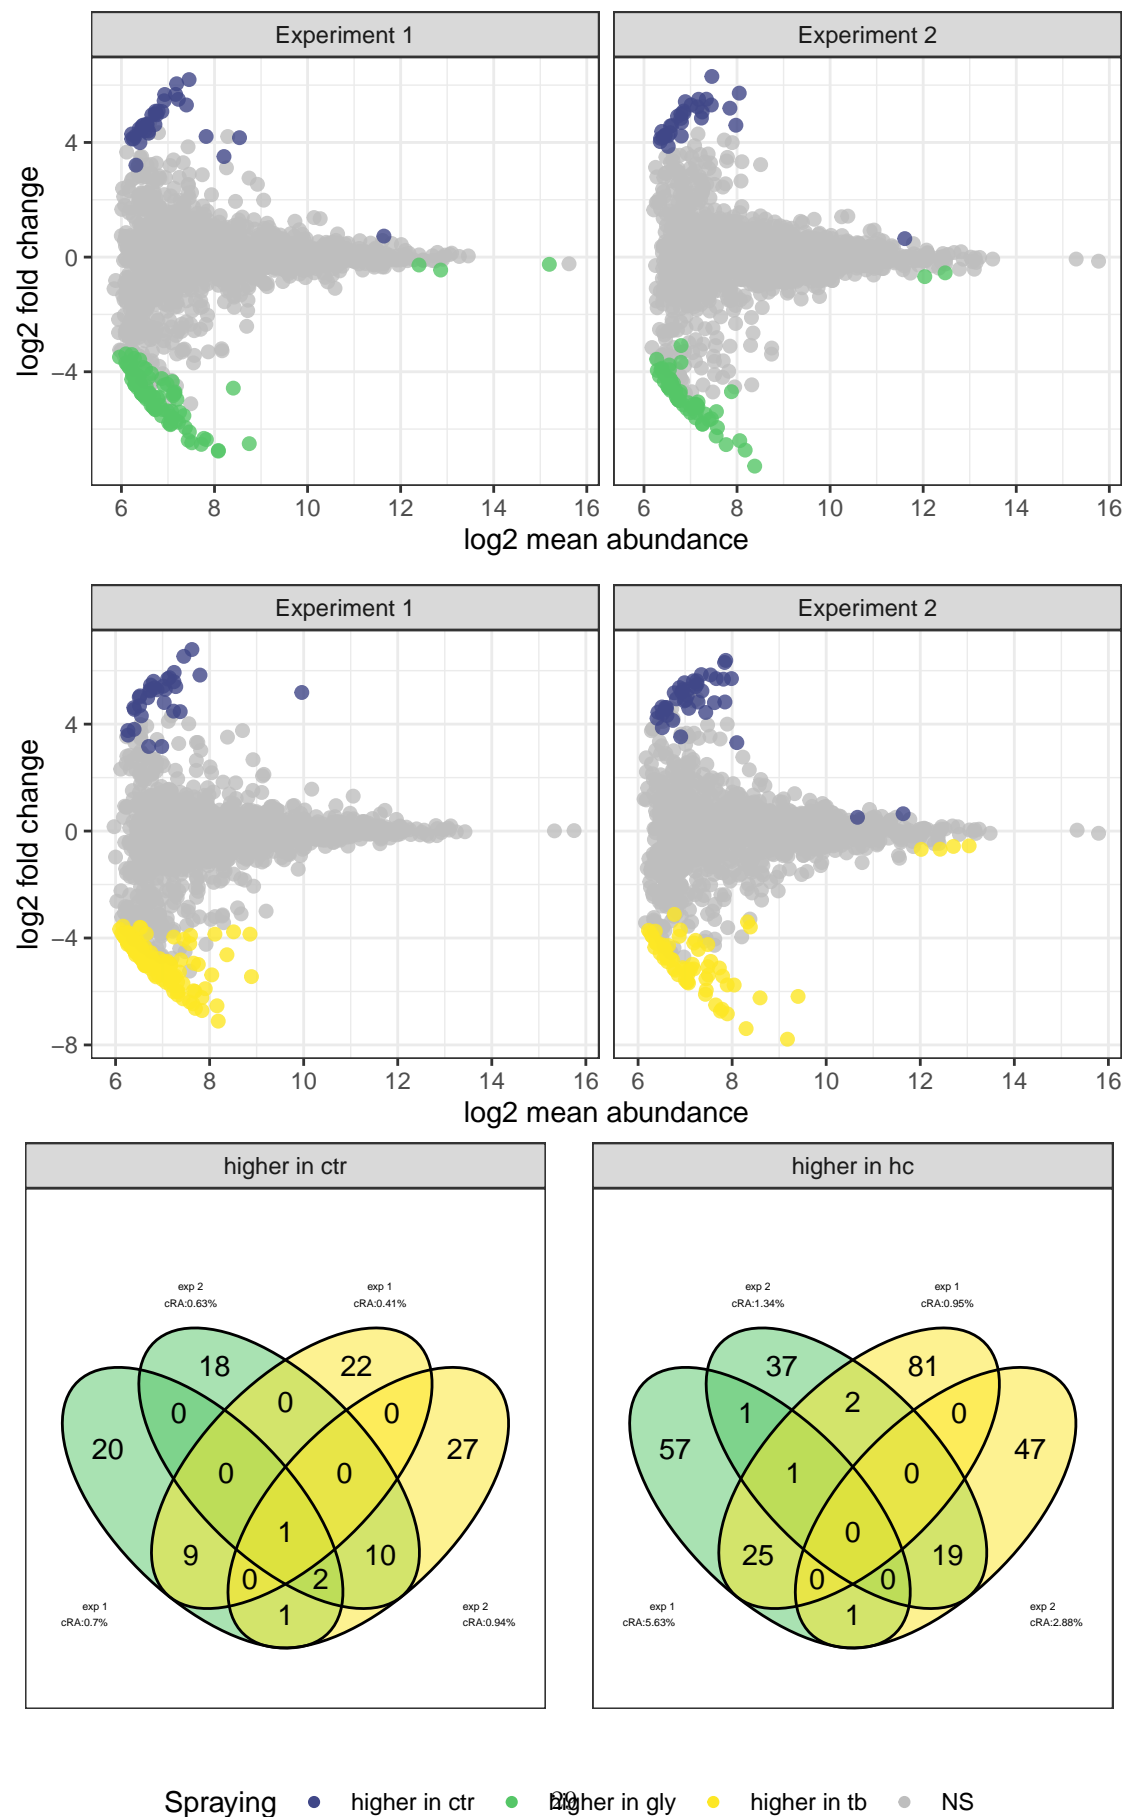 Experiment 1
Experiment 2
log2 fold change
4
0
−4
6 8 10 12 14 16
6 8 10 12 14 16
log2 mean abundance
Experiment 1
Experiment 2
log2 fold change
4
0
−4
−8
6 8 10 12 14 16
6 8 10 12 14 16
log2 mean abundance
higher in ctr
exp 2
cRA:0.63%
exp 1
cRA:0.41%
18
22
0
0
0
20
27
0
0
1
9
10
0
2
1
exp 1
cRA:0.7%
exp 2
cRA:0.94%
higher in hc
exp 2
cRA:1.34%
exp 1
cRA:0.95%
37
81
2
1
0
57
47
1
0
0
25
19
0
0
1
exp 1
cRA:5.63%
exp 2
cRA:2.88%
Spraying higher in ctr higher in gly higher in tb NS
20